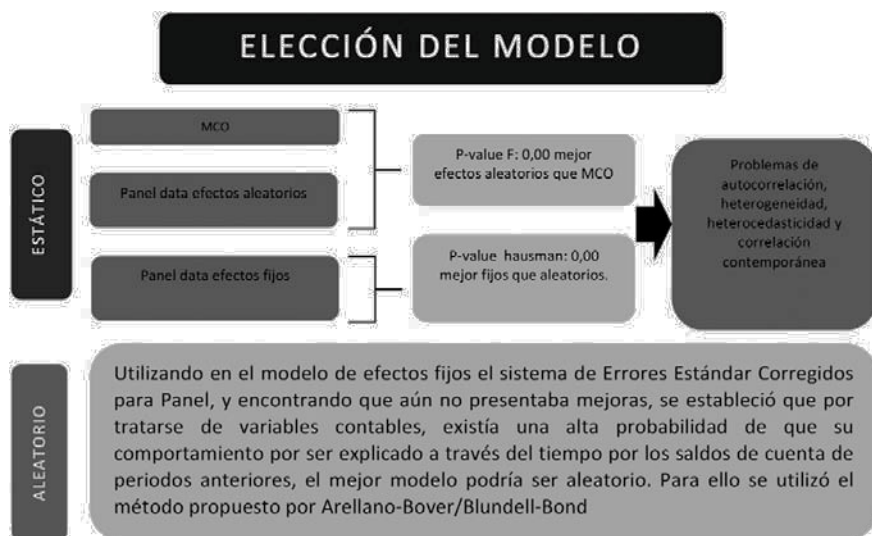 ELECCIÓN DEL MODELO
ESTÁTICO
MCO
Panel data efectos aleatorios
Panel data efectos fijos
P-value F: 0,00 mejor
efectos aleatorios que MCO
P-value hausman: 0,00
mejor fijos que aleatorios.
Problemas de
autocorrelación,
heterogeneidad,
heterocedasticidad y
correlación
contemporánea
ALEATORIO
Utilizando en el modelo de efectos fijos el sistema de Errores Estándar Corregidos
para Panel, y encontrando que aún no presentaba mejoras, se estableció que por
tratarse de variables contables, existía una alta probabilidad de que su
comportamiento por ser explicado a través del tiempo por los saldos de cuenta de
periodos anteriores, el mejor modelo podría ser aleatorio. Para ello se utilizó el
método propuesto por Arellano-Bover/Blundell-Bond